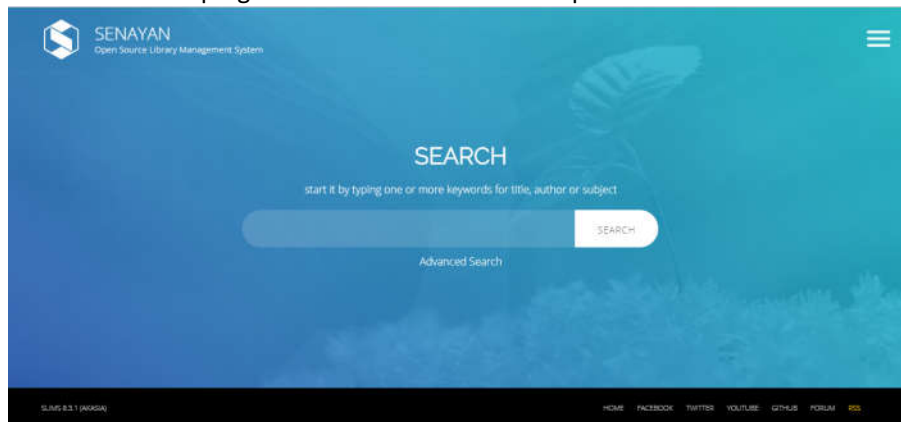 SENAYAN
Open Source Library Management System
SEARCH
start it by typing one or more keywords for title, author or subject
SEARCH
Advanced Search
SLIMS 8.3.1 (AKASIA)
HOME FACEBOOK TWITTER YOUTUBE GITHUB FORUM RSS